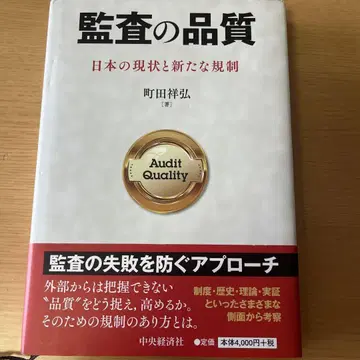 監査の品質
日本の現状と新たな規制
町田祥弘
[著]
Audit
Quality
監査の失敗を防ぐアプローチ
外部からは把握できない
“品質”をどう捉え,高めるか。
そのための規制のあり方とは。
制度・歴史・理論・実証
といったさまざまな
側面から考察
中央経済社
●定価 本体4,000円+税